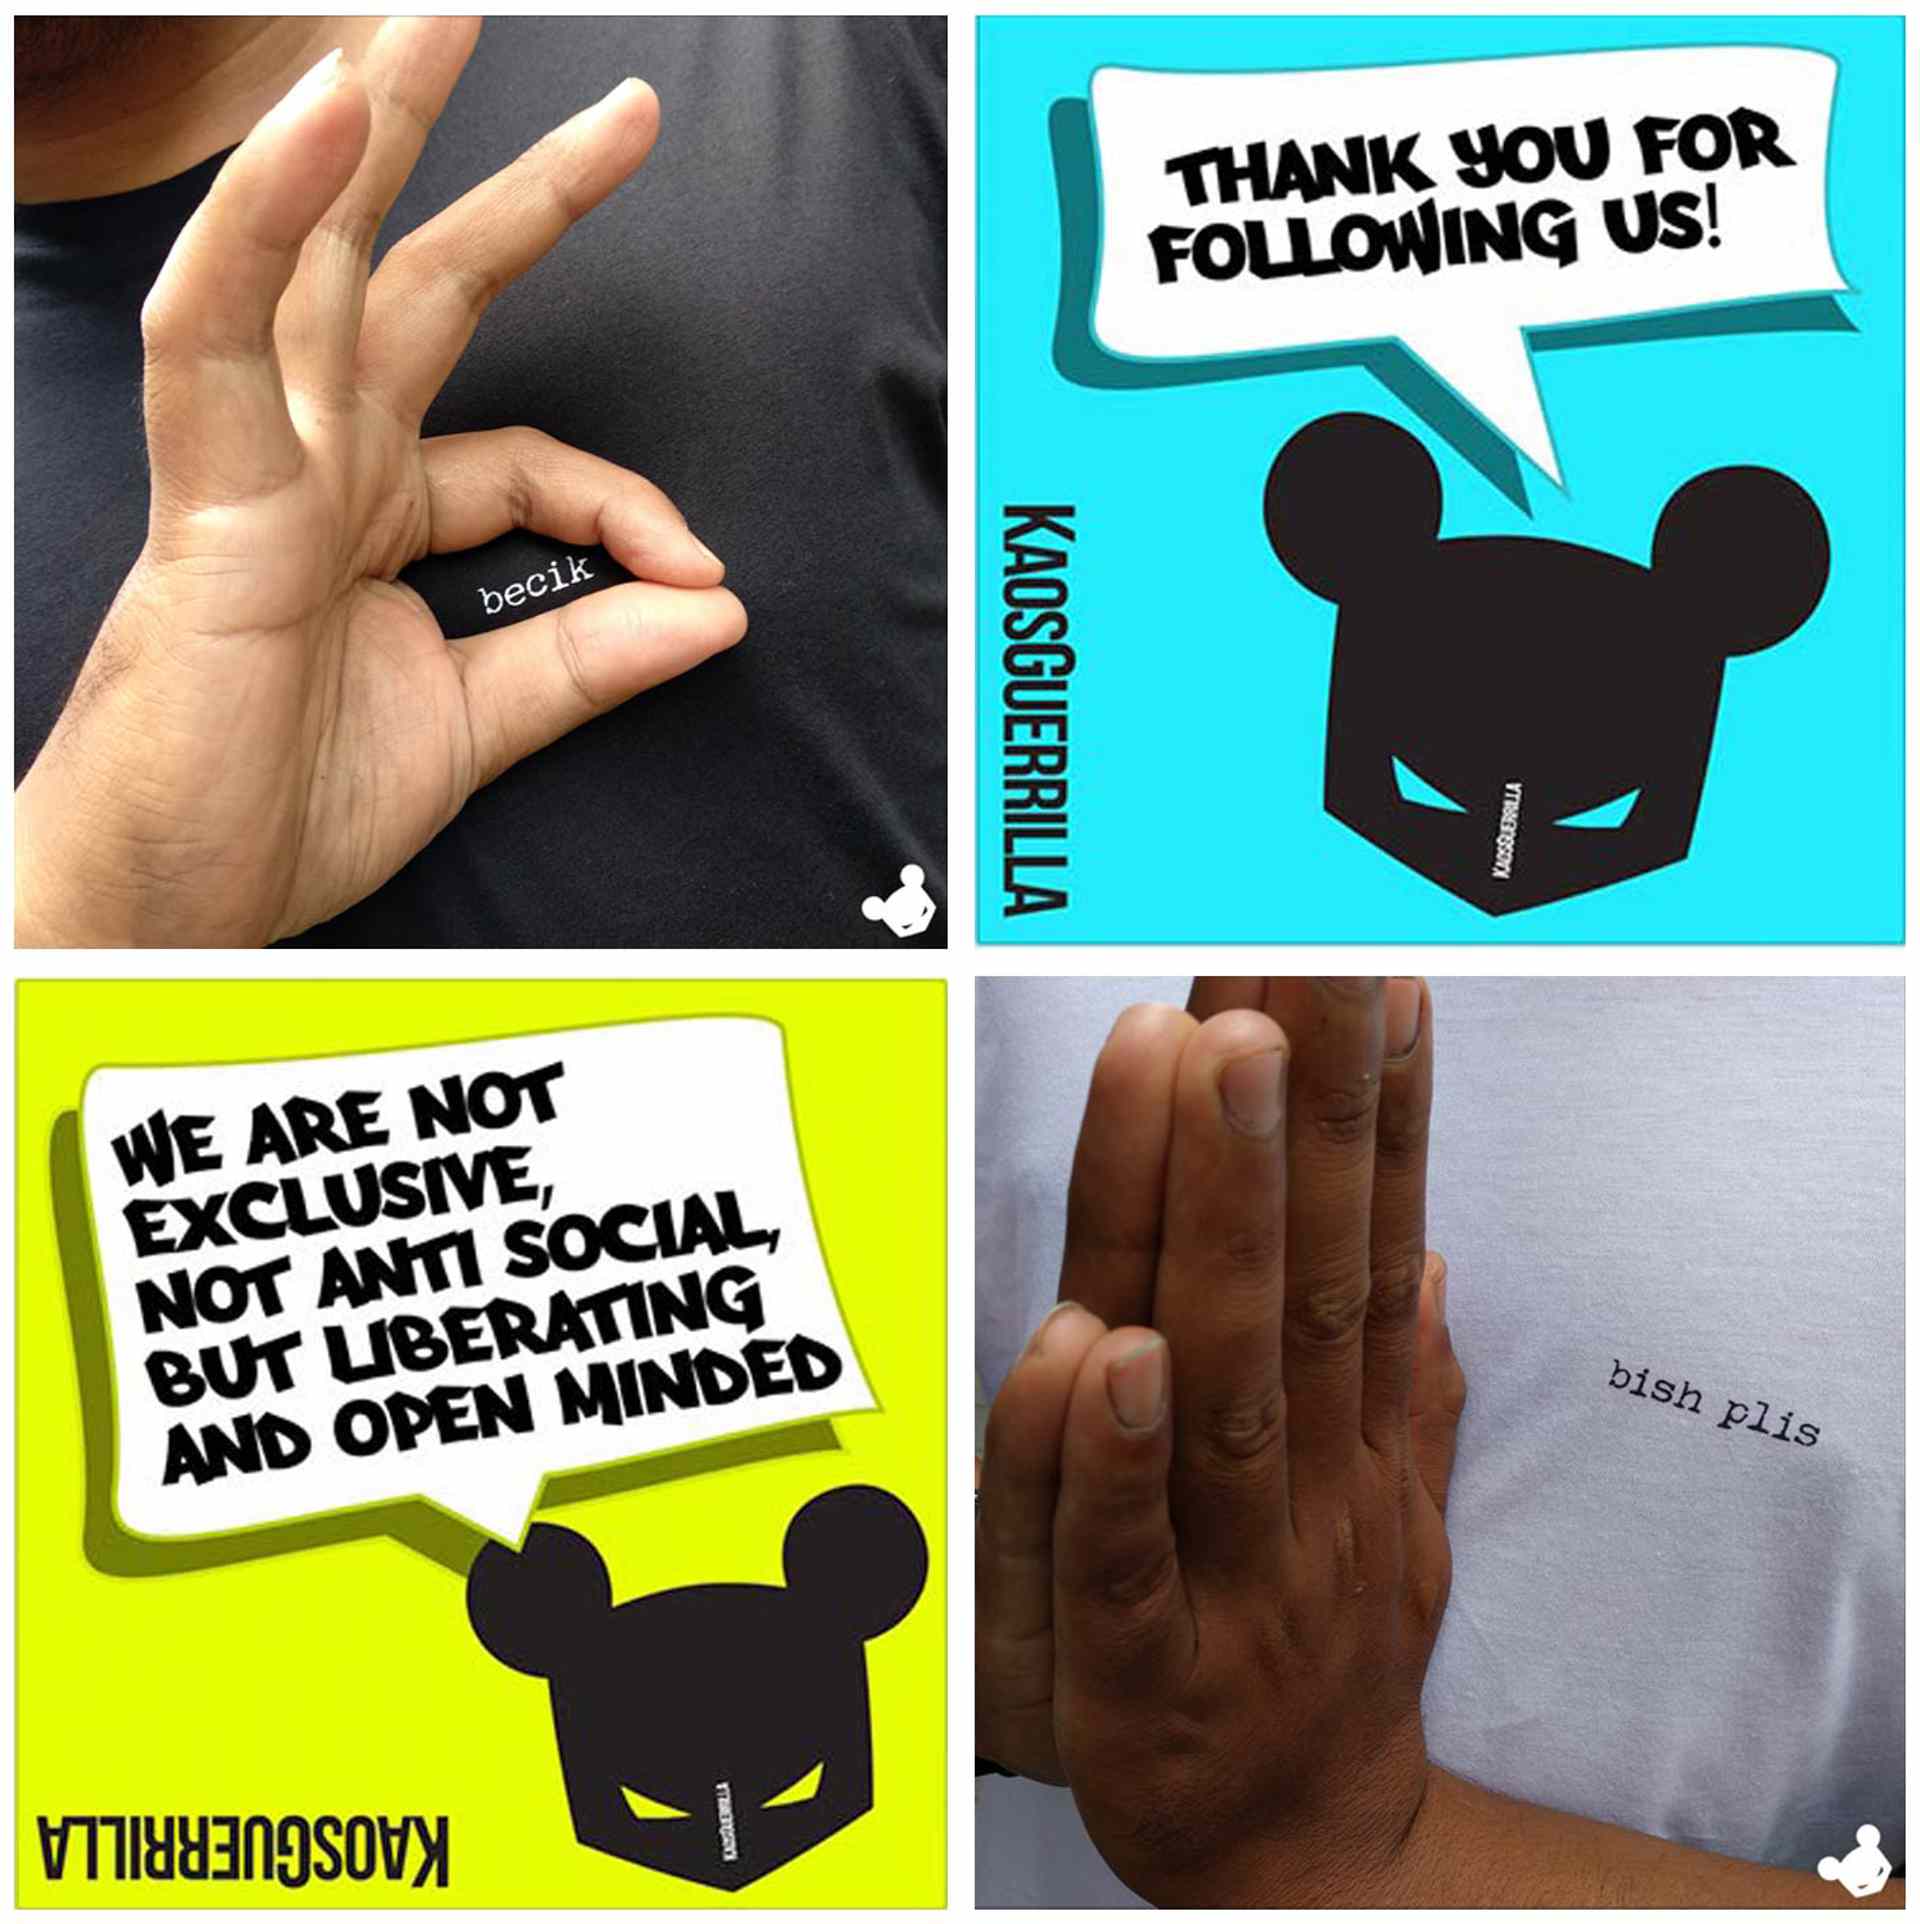 becik
THANK YOU FOR
FOLLOWING US!
KAOSGUERRILLA
KAOSGUERRILLA
WE ARE NOT
EXCLUSIVE,
NOT ANTI SOCIAL,
BUT LIBERATING
AND OPEN MINDED
KAOSGUERRILLA
KAOSGUERRILLA
bish plis